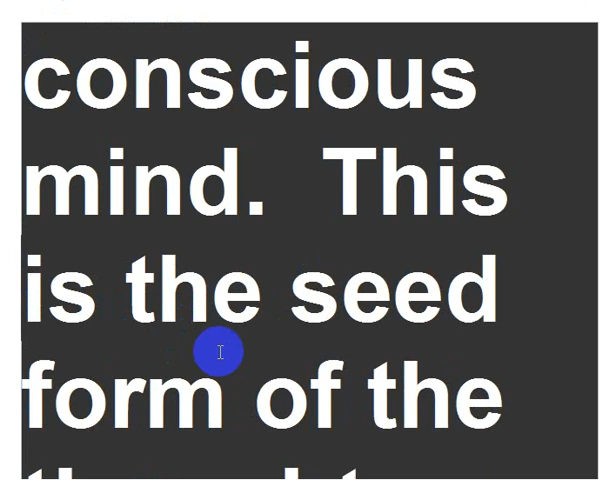 conscious
mind.  This
is the seed
form of the